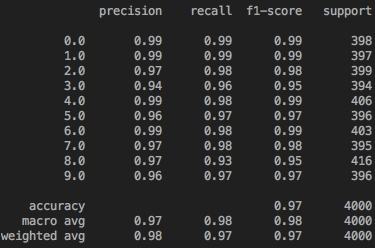 precision recall f1-score support
0.0 0.99 0.99 0.99 398
1.0 0.99 0.99 0.99 397
2.0 0.97 0.98 0.98 399
3.0 0.94 0.96 0.95 394
4.0 0.99 0.98 0.99 406
5.0 0.96 0.97 0.97 396
6.0 0.99 0.98 0.99 403
7.0 0.97 0.98 0.98 395
8.0 0.97 0.93 0.95 416
9.0 0.96 0.97 0.97 396
accuracy 0.97 4000
macro avg 0.97 0.98 0.98 4000
weighted avg 0.98 0.97 0.97 4000